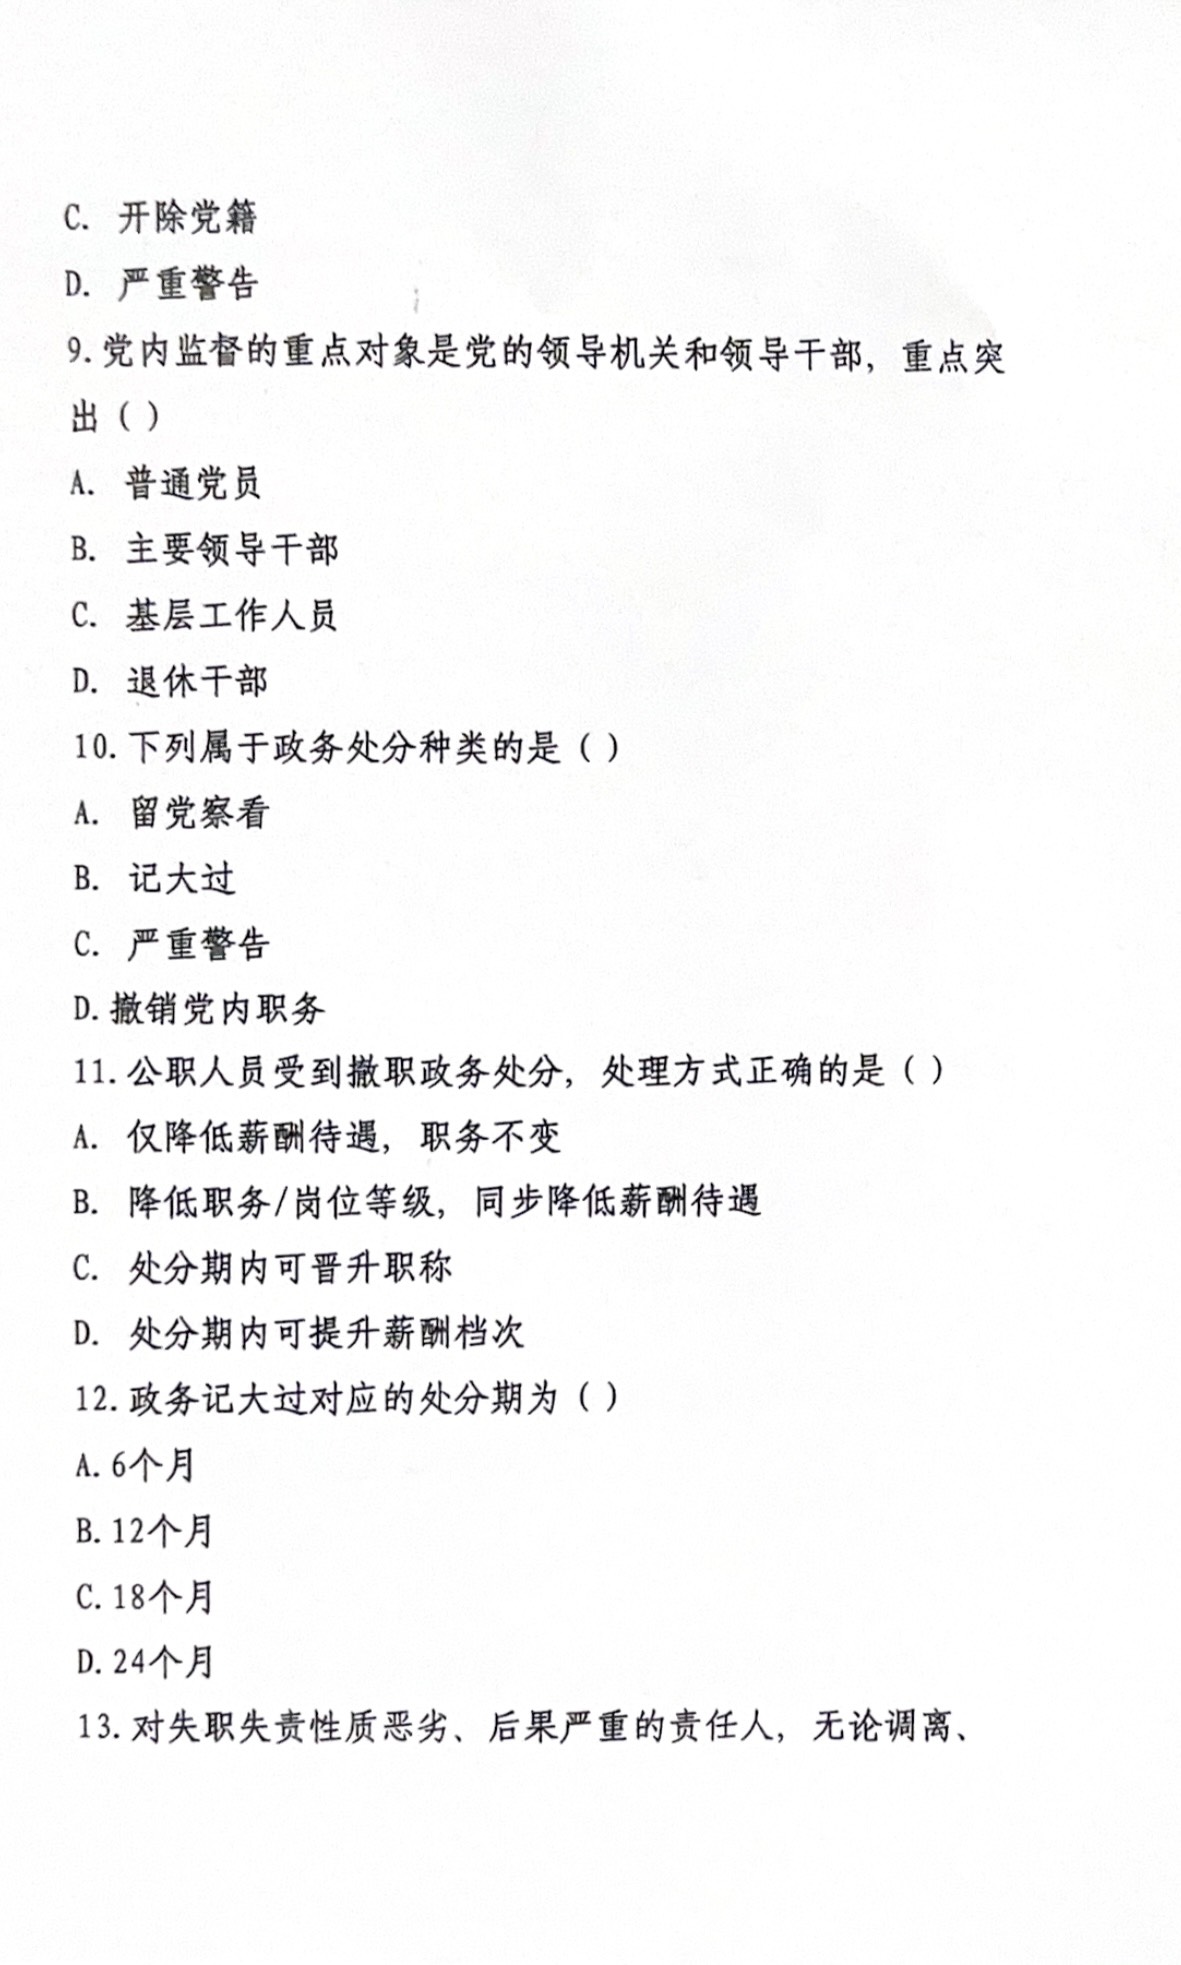 C. 开除党籍
D. 严重警告
9.党内监督的重点对象是党的领导机关和领导干部，重点突
出（ ）
A. 普通党员
B. 主要领导干部
C. 基层工作人员
D. 退休干部
10.下列属于政务处分种类的是（ ）
A. 留党察看
B. 记大过
C. 严重警告
D.撤销党内职务
11.公职人员受到撤职政务处分，处理方式正确的是（ ）
A. 仅降低薪酬待遇，职务不变
B. 降低职务/岗位等级，同步降低薪酬待遇
C. 处分期内可晋升职称
D. 处分期内可提升薪酬档次
12.政务记大过对应的处分期为（ ）
A.6个月
B.12个月
C.18个月
D.24个月
13.对失职失责性质恶劣、后果严重的责任人，无论调离、